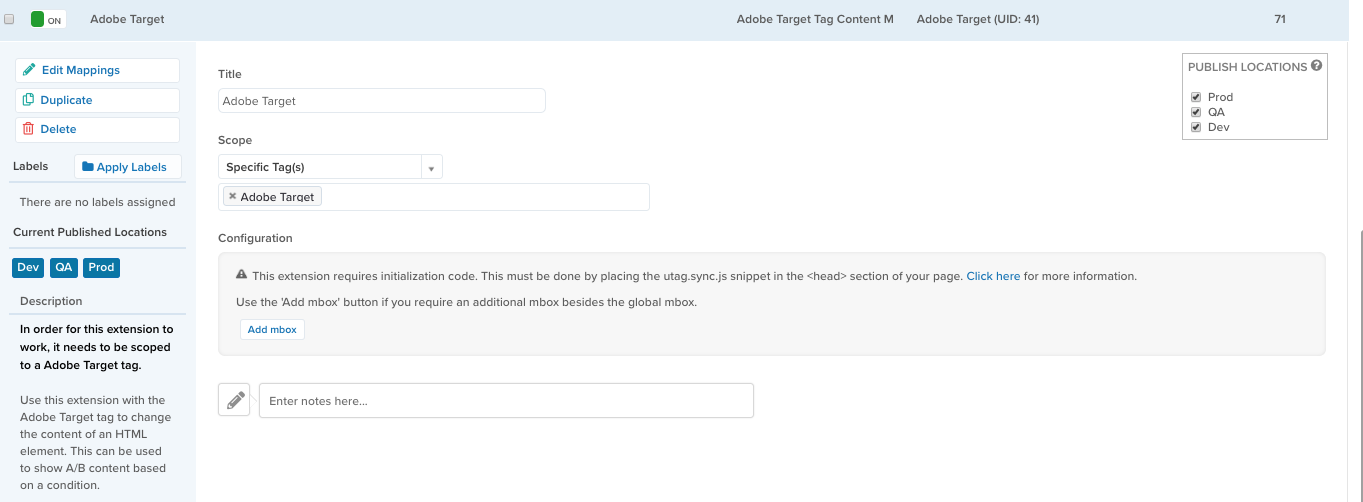 ON Adobe Target Adobe Target Tag Content M Adobe Target (UID: 41) 71
Edit Mappings
Duplicate
Delete
Labels Apply Labels
There are no labels assigned
Current Published Locations
Dev QA Prod
Description
In order for this extension to
work, it needs to be scoped
to a Adobe Target tag.
Use this extension with the
Adobe Target tag to change
the content of an HTML
element. This can be used
to show A/B content based
on a condition.
Title
Adobe Target
Scope
Specific Tag(s)
Adobe Target
Configuration
This extension requires initialization code. This must be done by placing the utag.sync.js snippet in the <head> section of your page. Click here for more information.
Use the 'Add mbox' button if you require an additional mbox besides the global mbox.
Add mbox
Enter notes here...
PUBLISH LOCATIONS ?
Prod
QA
Dev